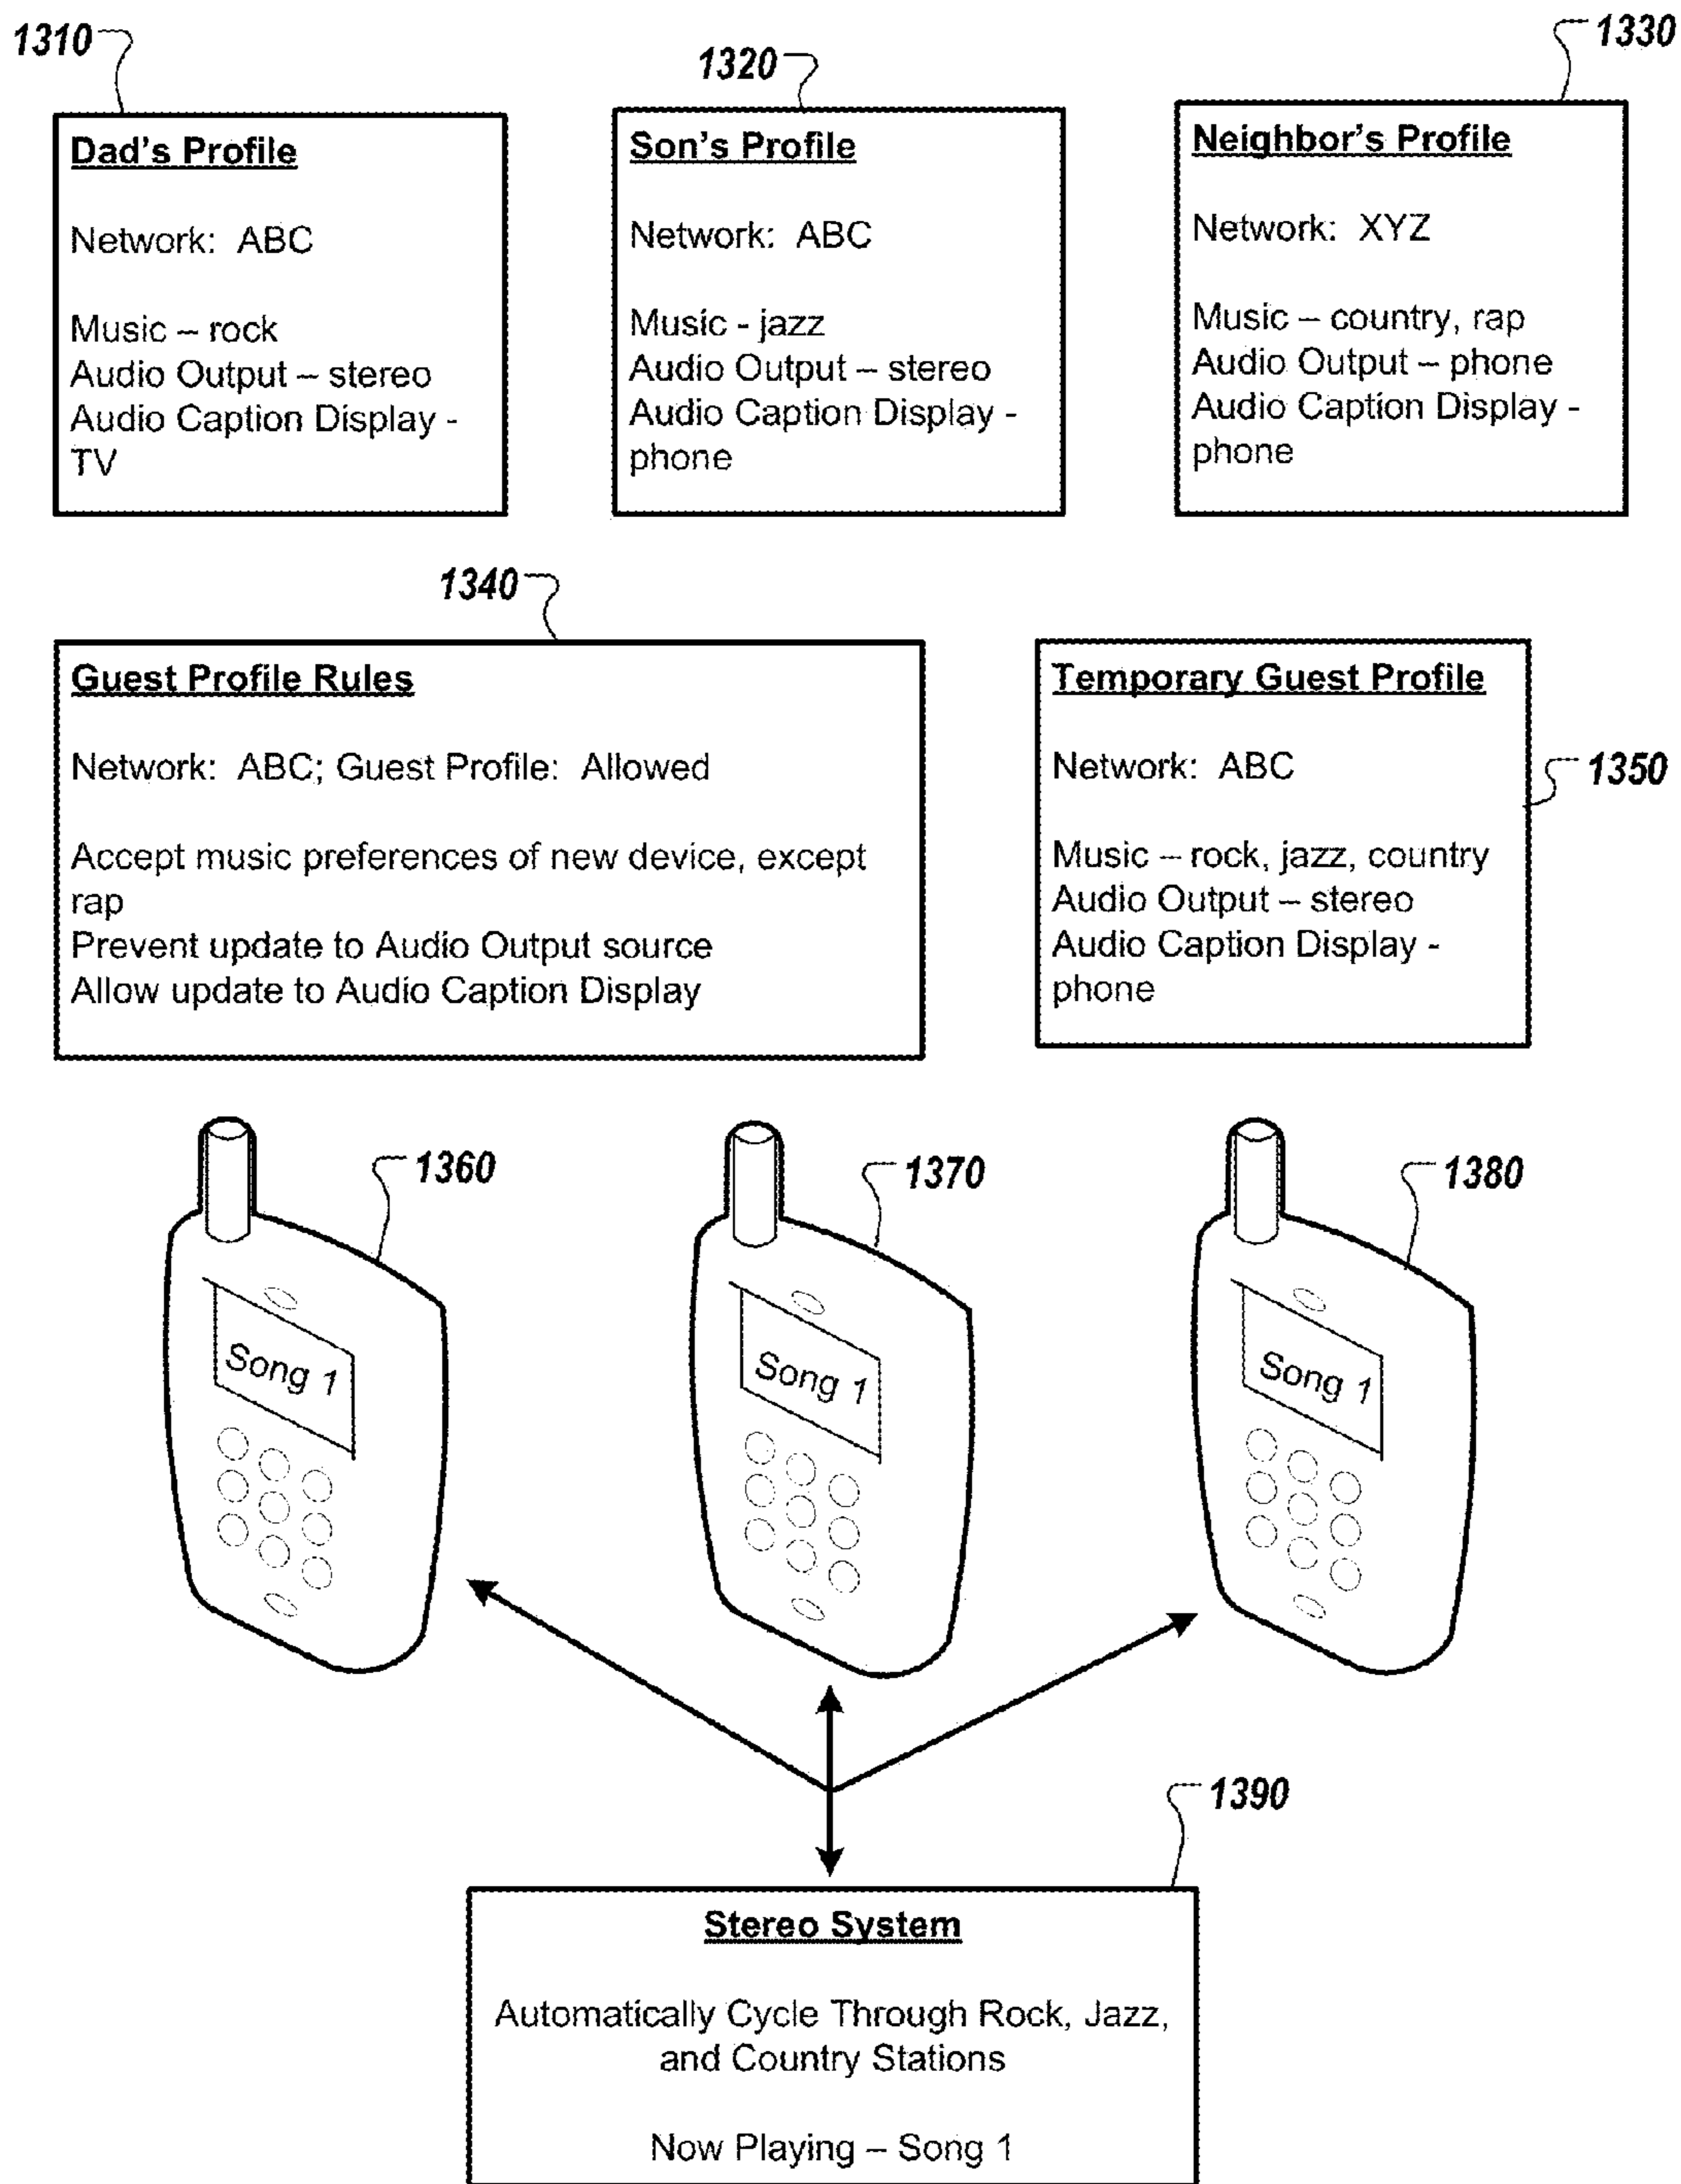 1310
1320
1330
Dad's Profile
Network: ABC
Music – rock
Audio Output – stereo
Audio Caption Display -
TV
Son's Profile
Network: ABC
Music - jazz
Audio Output – stereo
Audio Caption Display -
phone
Neighbor's Profile
Network: XYZ
Music – country, rap
Audio Output – phone
Audio Caption Display -
phone
1340
Guest Profile Rules
Network: ABC; Guest Profile: Allowed
Accept music preferences of new device, except
rap
Prevent update to Audio Output source
Allow update to Audio Caption Display
Temporary Guest Profile
Network: ABC
Music – rock, jazz, country
Audio Output – stereo
Audio Caption Display -
phone
1350
1360
1370
1380
Song 1
Song 1
Song 1
1390
Stereo System
Automatically Cycle Through Rock, Jazz,
and Country Stations
Now Playing – Song 1